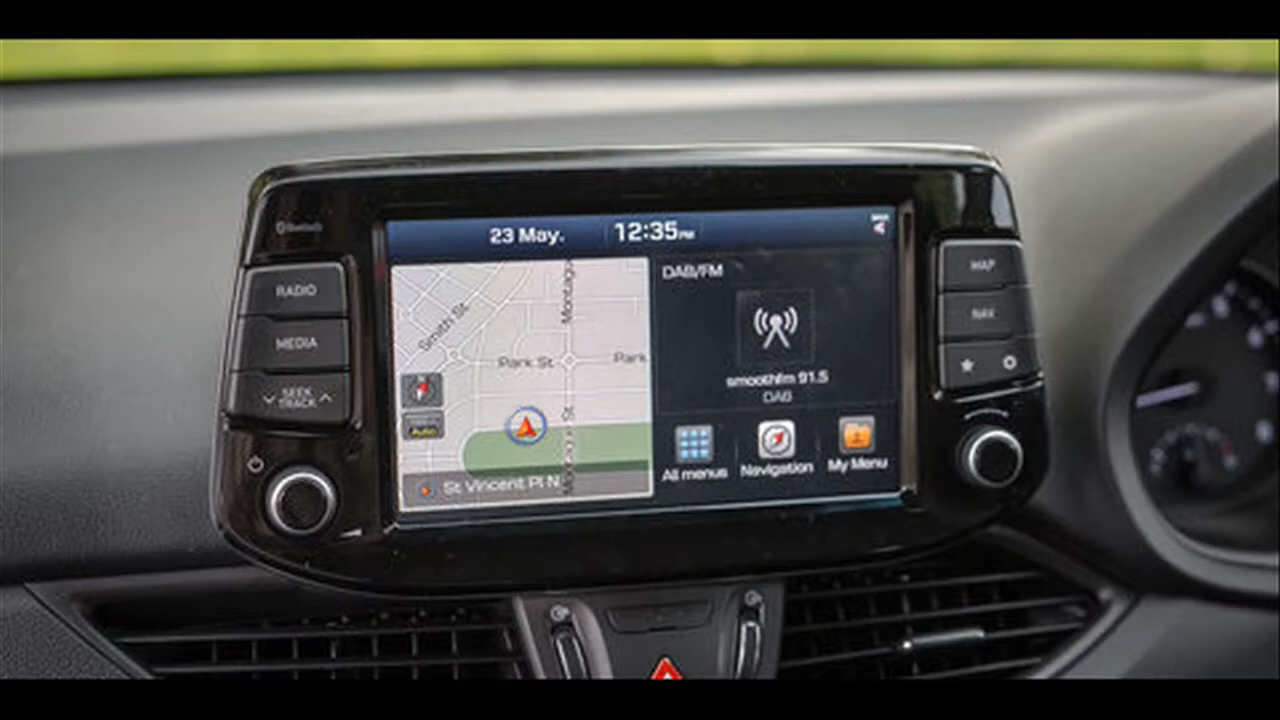 Bluetooth
23 May.
12:35PM
RADIO
MEDIA
SEEK
TRACK
Smith St
Montague
Park St
Park
Auto
St Vincent Pl N
DAB/FM
smoothfm 91.5
DAB
All menus
Navigation
My Menu
MAP
NAV